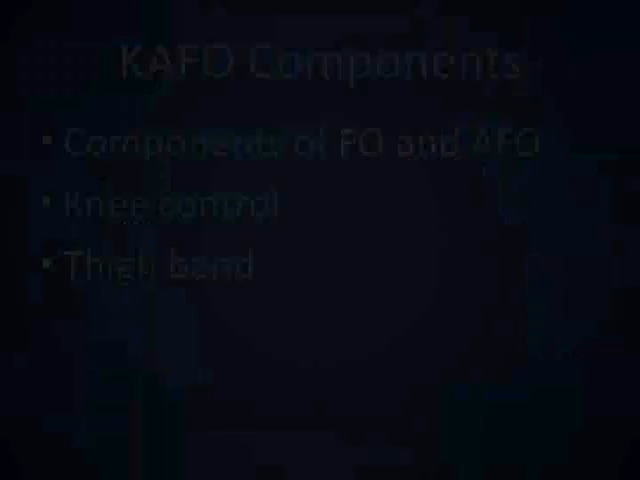 KAFO Components
• Components of FO and AFO
• Knee control
• Thigh band